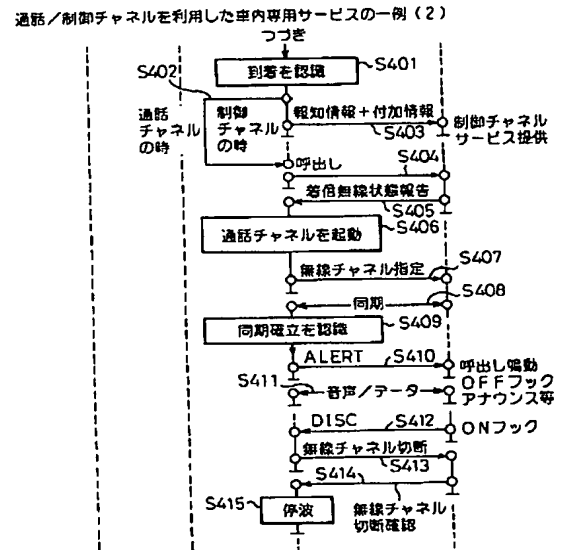 通話／制御チャネルを利用した車内専用サービスの一例（2）
つづき
S402
到着を認識
S401
通話
チャネル
の時
制御
チャネル
の時
報知情報＋付加情報
S403
制御チャネル
サービス提供
呼出し
S404
着信無線状態報告
S405
通話チャネルを起動
S406
無線チャネル指定
S407
同期
S408
同期確立を認識
S409
ALERT
S410
呼出し鳴動
S411
音声／データ
OFFフック
アナウンス等
DISC
S412
ONフック
無線チャネル切断
S413
S414
S415
停波
無線チャネル
切断確認